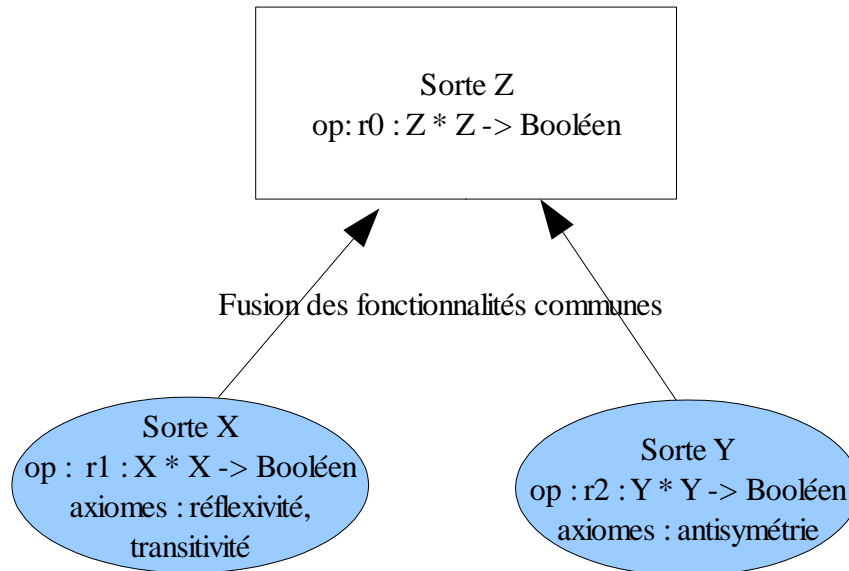 Sorte Z
op: r0 : Z * Z -> Booléen
Fusion des fonctionnalités communes
Sorte X
op : r1 : X * X -> Booléen
axiomes : réflexivité,
transitivité
Sorte Y
op : r2 : Y * Y -> Booléen
axiomes : antisymétrie